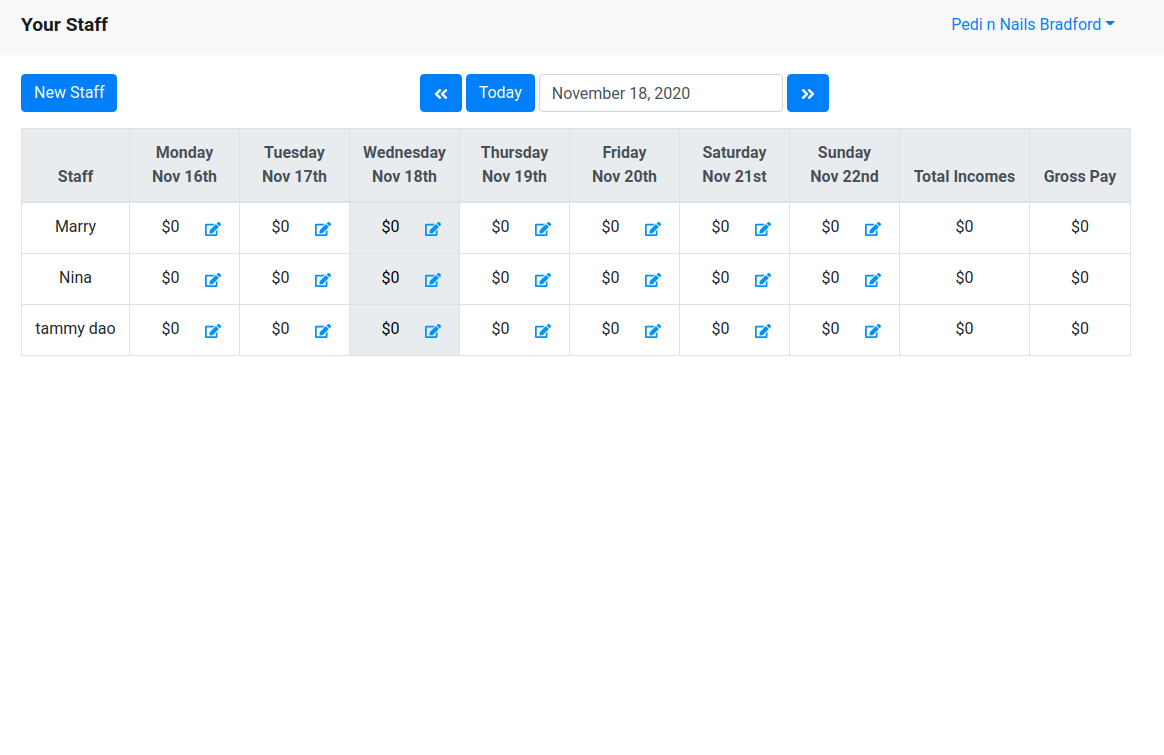 Your Staff
Pedi n Nails Bradford
New Staff
Today
November 18, 2020
Staff
Monday
Nov 16th
Tuesday
Nov 17th
Wednesday
Nov 18th
Thursday
Nov 19th
Friday
Nov 20th
Saturday
Nov 21st
Sunday
Nov 22nd
Total Incomes
Gross Pay
Marry $0 $0 $0 $0 $0 $0 $0 $0 $0
Nina $0 $0 $0 $0 $0 $0 $0 $0 $0
tammy dao $0 $0 $0 $0 $0 $0 $0 $0 $0